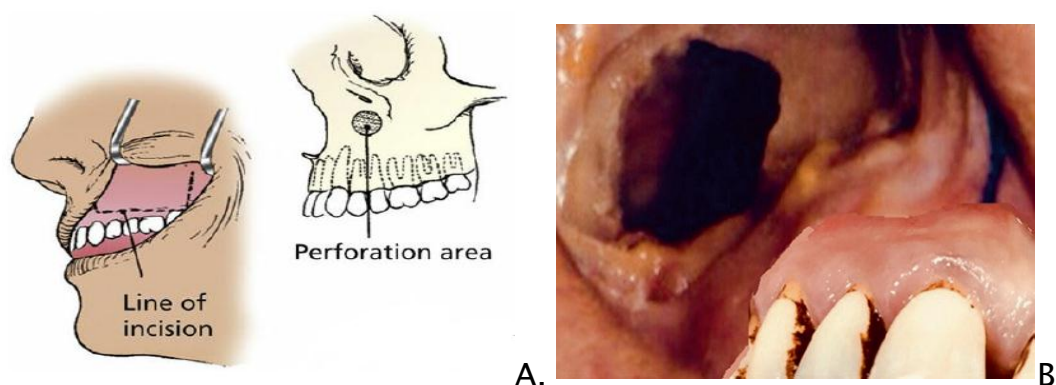 Perforation area
Line of
incision
A.
B